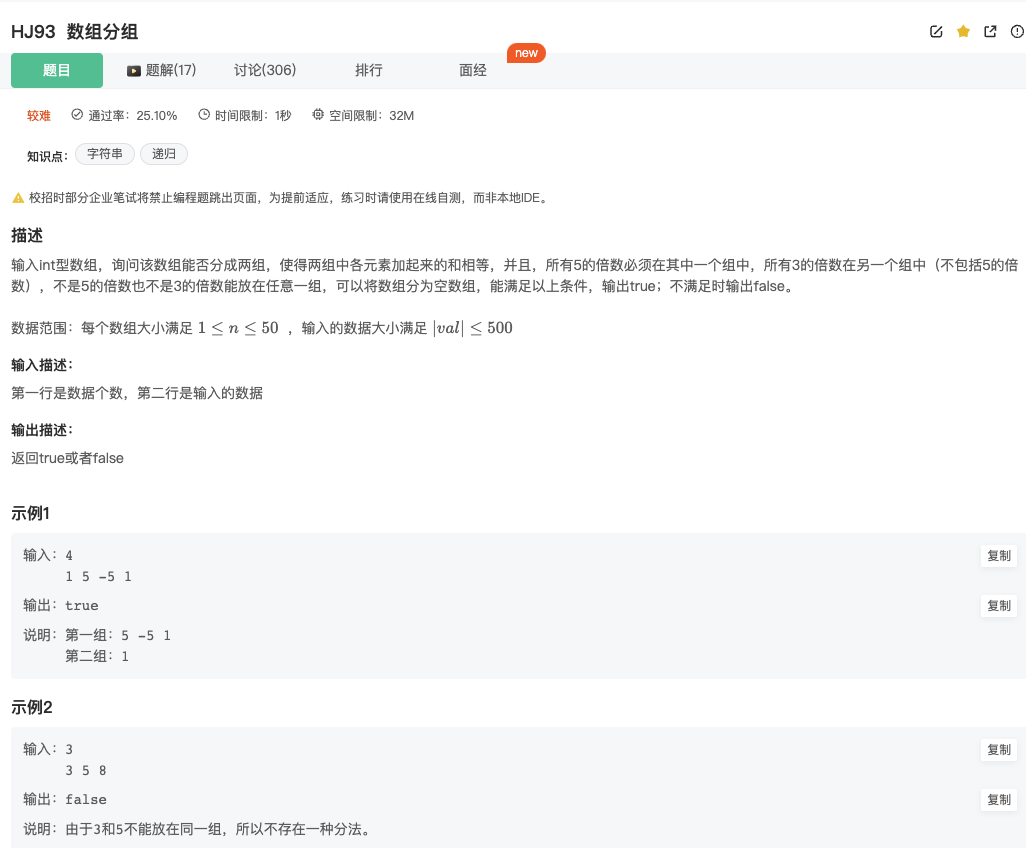 HJ93 数组分组
题目
题解(17)
讨论(306)
排行
面经
new
较难 通过率：25.10% 时间限制：1秒 空间限制：32M
知识点： 字符串 递归
校招时部分企业笔试将禁止编程题跳出页面，为提前适应，练习时请使用在线自测，而非本地IDE。
描述
输入int型数组，询问该数组能否分成两组，使得两组中各元素加起来的和相等，并且，所有5的倍数必须在其中一个组中，所有3的倍数在另一个组中（不包括5的倍
数），不是5的倍数也不是3的倍数能放在任意一组，可以将数组分为空数组，能满足以上条件，输出true；不满足时输出false。
数据范围：每个数组大小满足 1 ≤ n ≤ 50 ，输入的数据大小满足 |val| ≤ 500
输入描述：
第一行是数据个数，第二行是输入的数据
输出描述：
返回true或者false
示例1
输入：4
1 5 -5 1
复制
输出：true
复制
说明：第一组：5 -5 1
第二组：1
示例2
输入：3
3 5 8
复制
输出：false
复制
说明：由于3和5不能放在同一组，所以不存在一种分法。